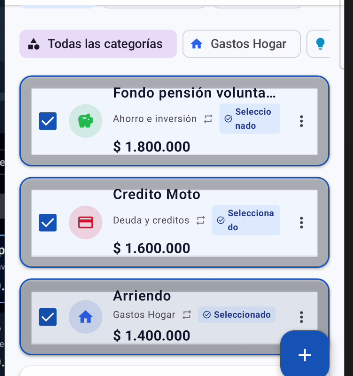 Todas las categorías
Gastos Hogar
Fondo pensión volunta...
Ahorro e inversión
Seleccio
nado
$ 1.800.000
Credito Moto
Deuda y creditos
Selecciona
do
$ 1.600.000
Arriendo
Gastos Hogar
Seleccionado
$ 1.400.000
+